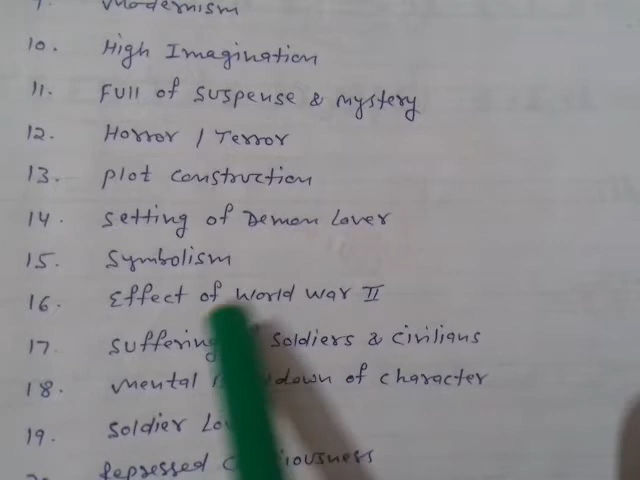 9. Modernism
10. High Imagination
11. Full of suspense & mystery
12. Horror / Terror
13. Plot construction
14. Setting of Demon Lover
15. Symbolism
16. Effect of World War II
17. Suffering soldiers & civilians
18. Mental of character
19. Soldier
Repressed